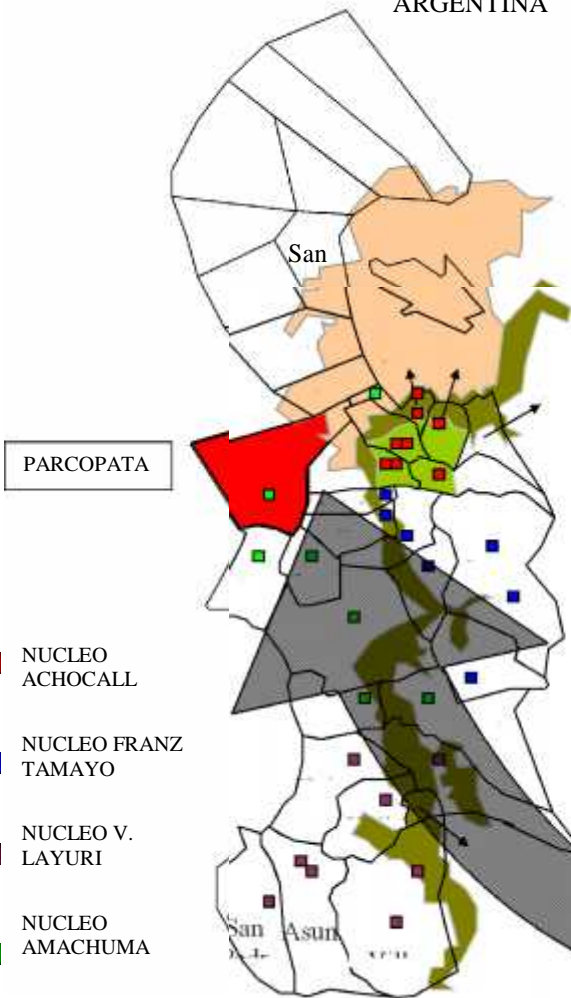 ARGENTINA
San
PARCOPATA
NUCLEO
ACHOCALL
NUCLEO FRANZ
TAMAYO
NUCLEO V.
LAYURI
NUCLEO
AMACHUMA
San Asun